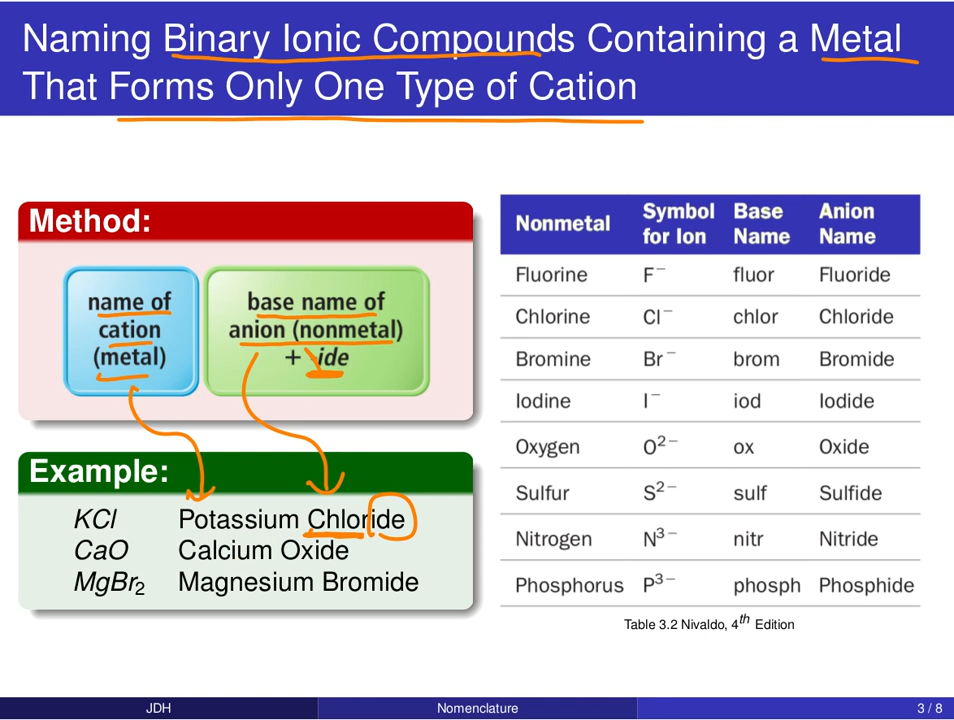 Naming Binary Ionic Compounds Containing a Metal
That Forms Only One Type of Cation
Method:
name of
cation
(metal)
base name of
anion (nonmetal)
+ -ide
Example:
KCl Potassium Chloride
CaO Calcium Oxide
MgBr₂ Magnesium Bromide
Nonmetal Symbol for Ion Base Name Anion Name
Fluorine F⁻ fluor Fluoride
Chlorine Cl⁻ chlor Chloride
Bromine Br⁻ brom Bromide
Iodine I⁻ iod Iodide
Oxygen O²⁻ ox Oxide
Sulfur S²⁻ sulf Sulfide
Nitrogen N³⁻ nitr Nitride
Phosphorus P³⁻ phosph Phosphide
Table 3.2 Nivaldo, 4th Edition
JDH Nomenclature 3 / 8